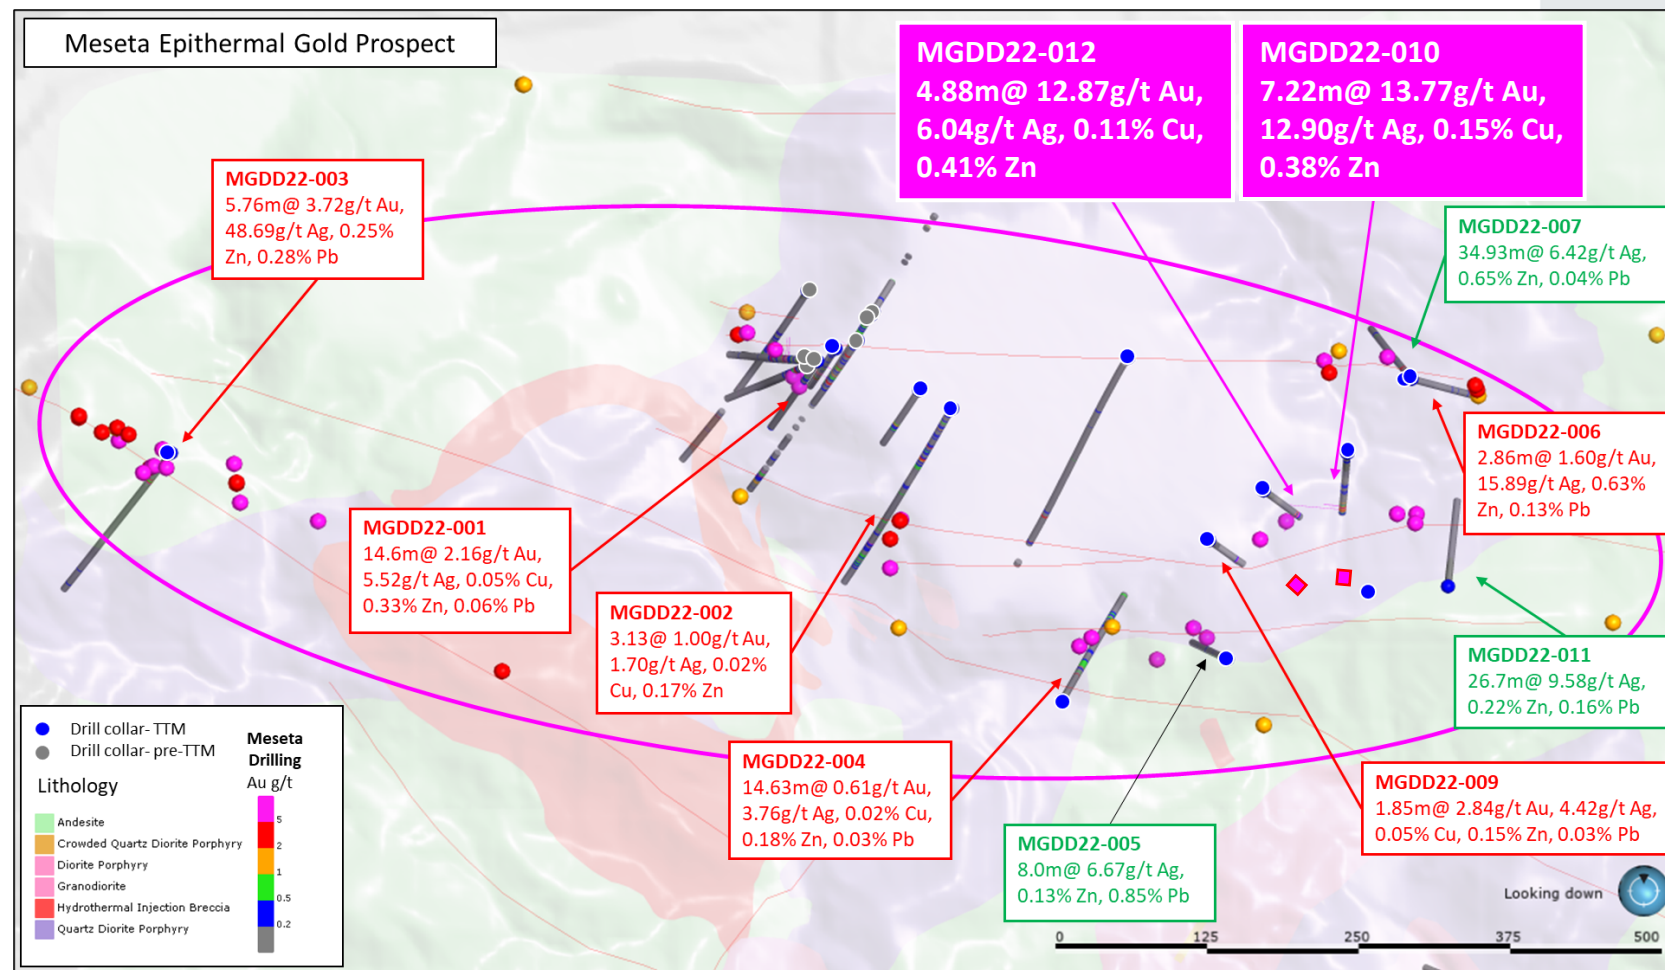 Meseta Epithermal Gold Prospect
MGDD22-012
4.88m@ 12.87g/t Au,
6.04g/t Ag, 0.11% Cu,
0.41% Zn
MGDD22-010
7.22m@ 13.77g/t Au,
12.90g/t Ag, 0.15% Cu,
0.38% Zn
MGDD22-003
5.76m@ 3.72g/t Au,
48.69g/t Ag, 0.25%
Zn, 0.28% Pb
MGDD22-007
34.93m@ 6.42g/t Ag,
0.65% Zn, 0.04% Pb
MGDD22-006
2.86m@ 1.60g/t Au,
15.89g/t Ag, 0.63%
Zn, 0.13% Pb
MGDD22-001
14.6m@ 2.16g/t Au,
5.52g/t Ag, 0.05% Cu,
0.33% Zn, 0.06% Pb
MGDD22-002
3.13@ 1.00g/t Au,
1.70g/t Ag, 0.02%
Cu, 0.17% Zn
MGDD22-011
26.7m@ 9.58g/t Ag,
0.22% Zn, 0.16% Pb
MGDD22-004
14.63m@ 0.61g/t Au,
3.76g/t Ag, 0.02% Cu,
0.18% Zn, 0.03% Pb
MGDD22-005
8.0m@ 6.67g/t Ag,
0.13% Zn, 0.85% Pb
MGDD22-009
1.85m@ 2.84g/t Au, 4.42g/t Ag,
0.05% Cu, 0.15% Zn, 0.03% Pb
Drill collar- TTM
Drill collar- pre-TTM
Lithology
Andesite
Crowded Quartz Diorite Porphyry
Diorite Porphyry
Granodiorite
Hydrothermal Injection Breccia
Quartz Diorite Porphyry
Meseta
Drilling
Au g/t
5
2
1
0.5
0.2
Looking down
0 125 250 375 500